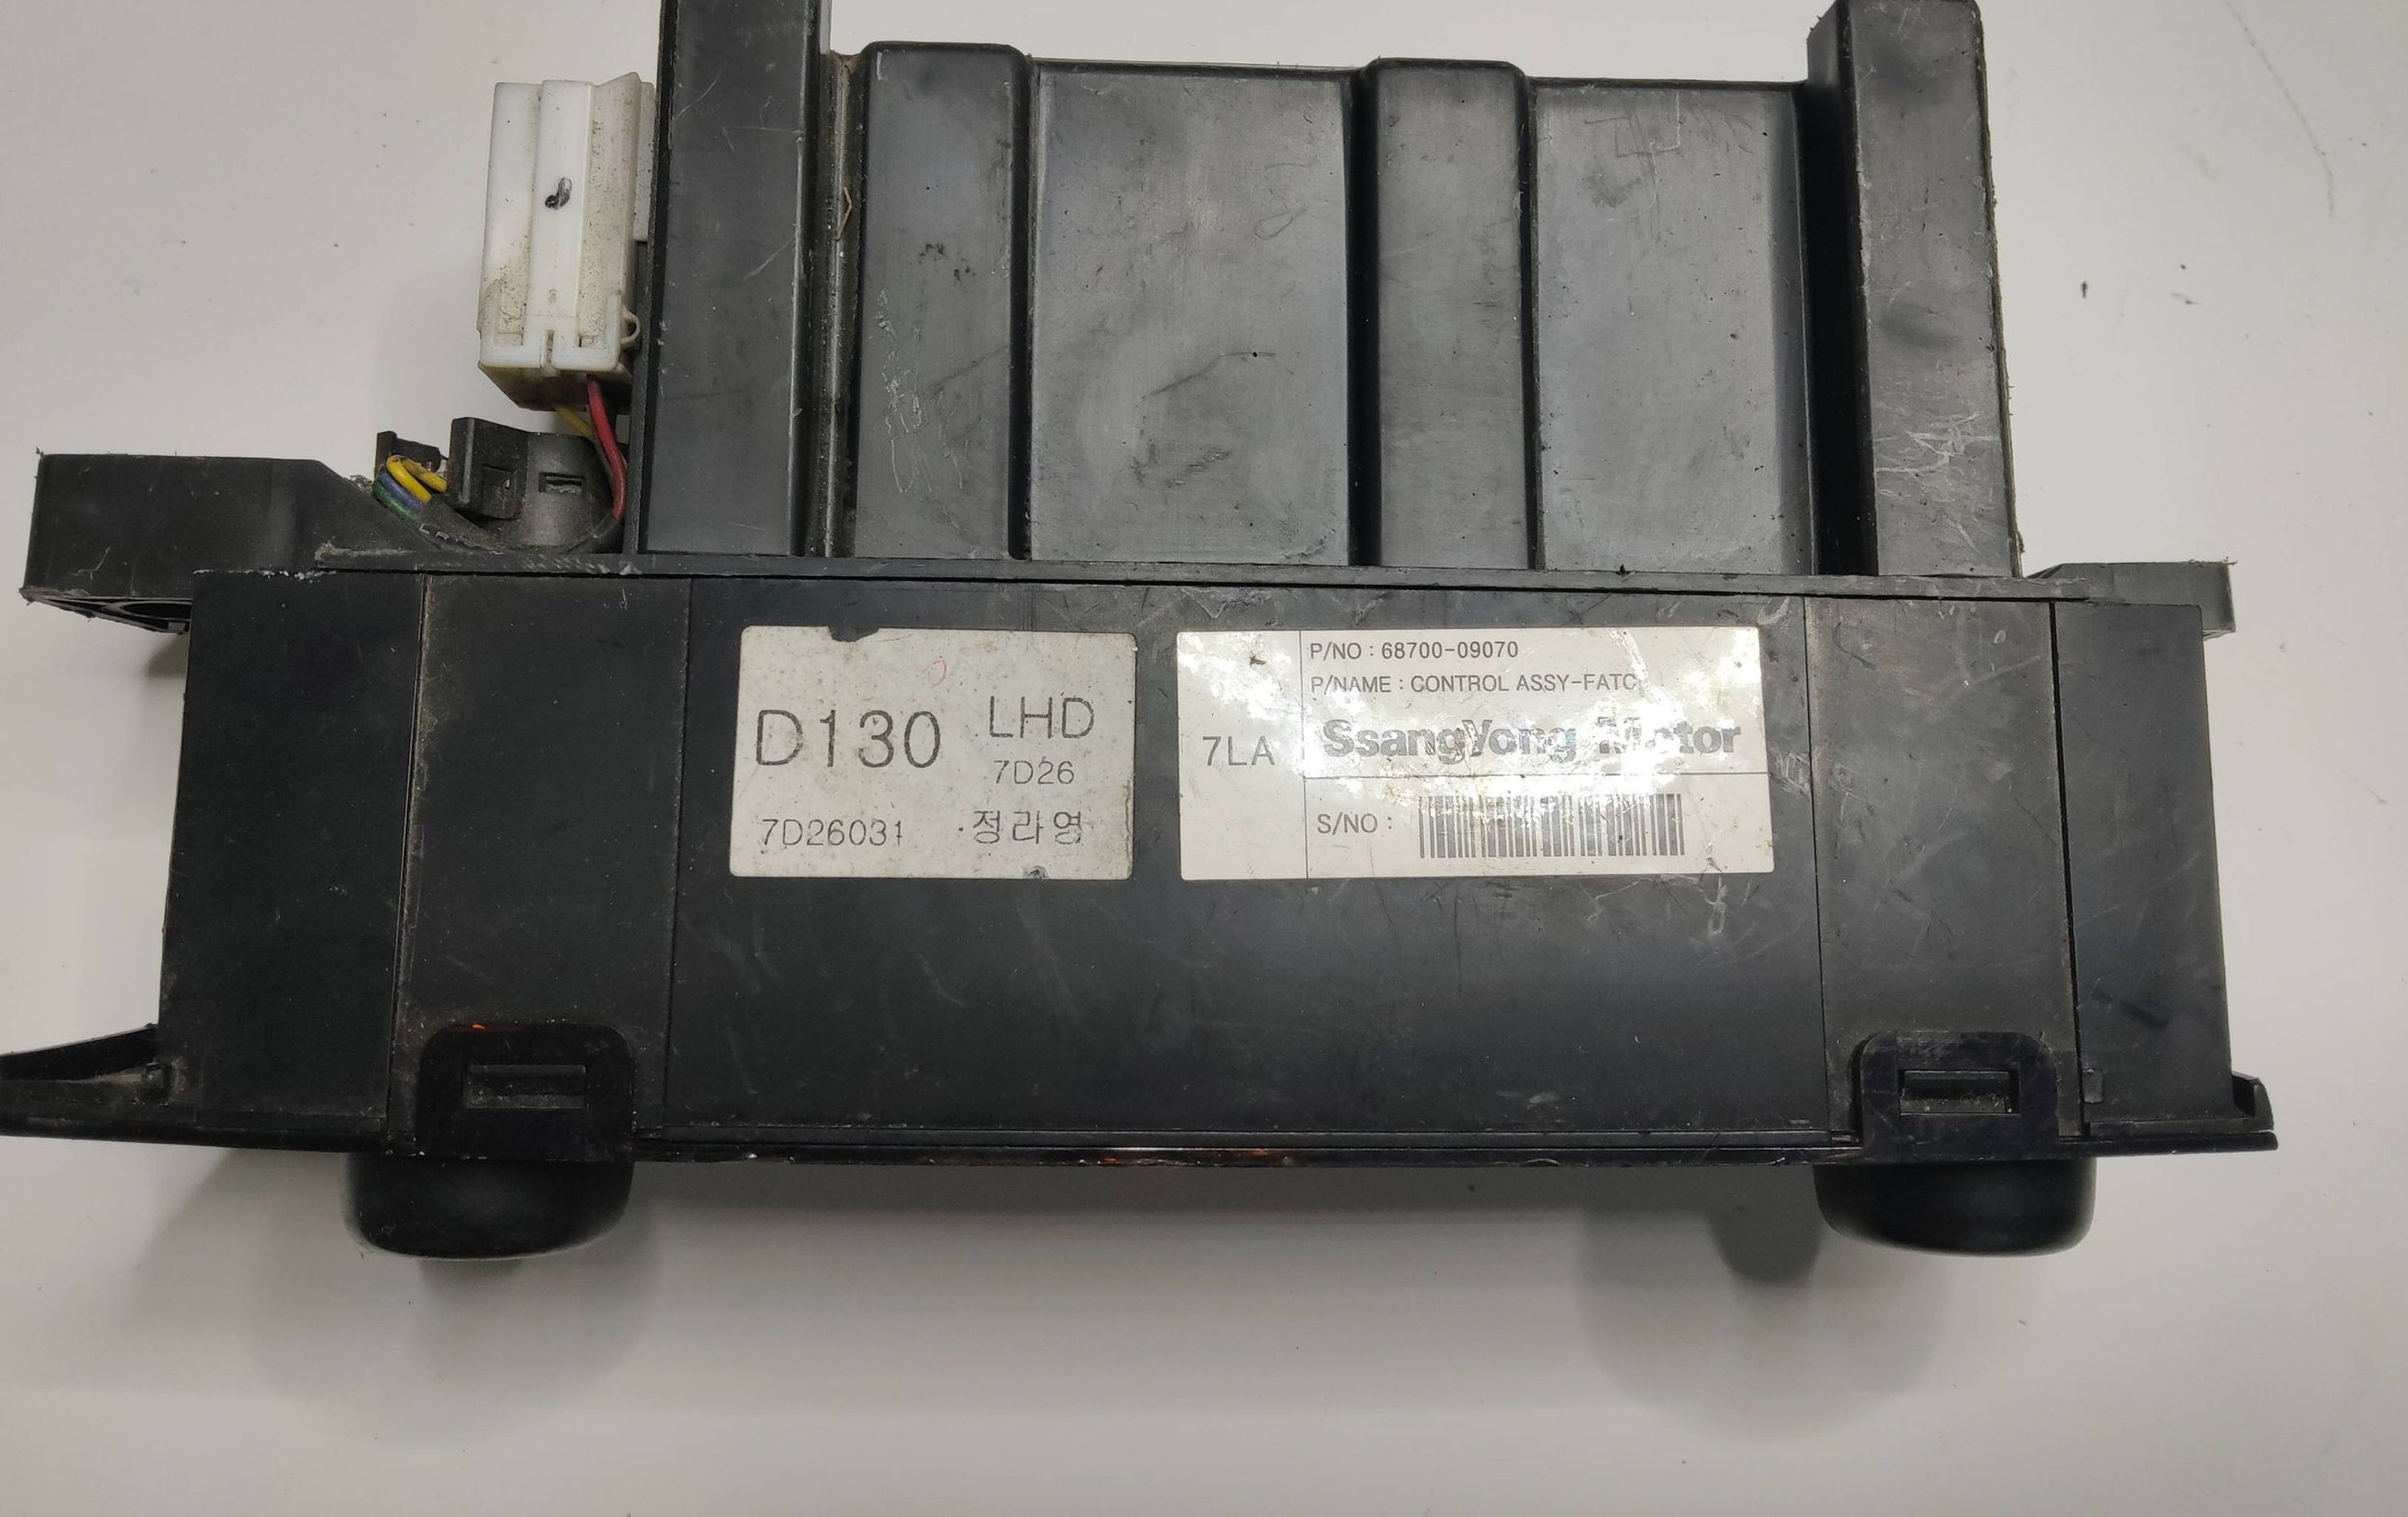 D130 LHD
7D26
7D26031 정라영
7LA
P/NO : 68700-09070
P/NAME : CONTROL ASSY-FATC
SsangYong Motor
S/NO :